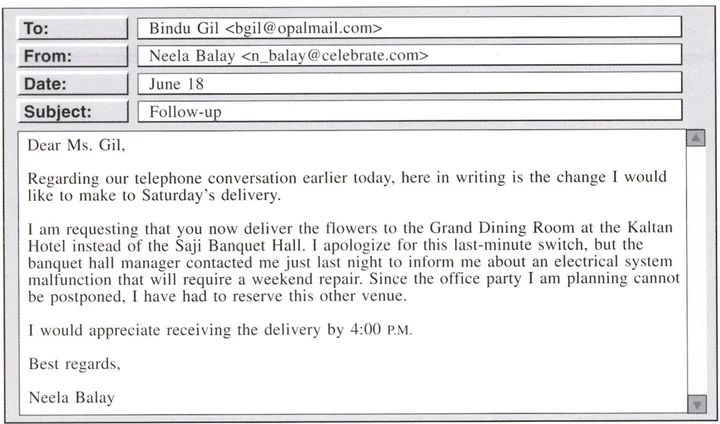 To: Bindu Gil <bgil@opalmail.com>
From: Neela Balay <n_balay@celebrate.com>
Date: June 18
Subject: Follow-up
Dear Ms. Gil,
Regarding our telephone conversation earlier today, here in writing is the change I would
like to make to Saturday's delivery.
I am requesting that you now deliver the flowers to the Grand Dining Room at the Kaltan
Hotel instead of the Saji Banquet Hall. I apologize for this last-minute switch, but the
banquet hall manager contacted me just last night to inform me about an electrical system
malfunction that will require a weekend repair. Since the office party I am planning cannot
be postponed, I have had to reserve this other venue.
I would appreciate receiving the delivery by 4:00 P.M.
Best regards,
Neela Balay